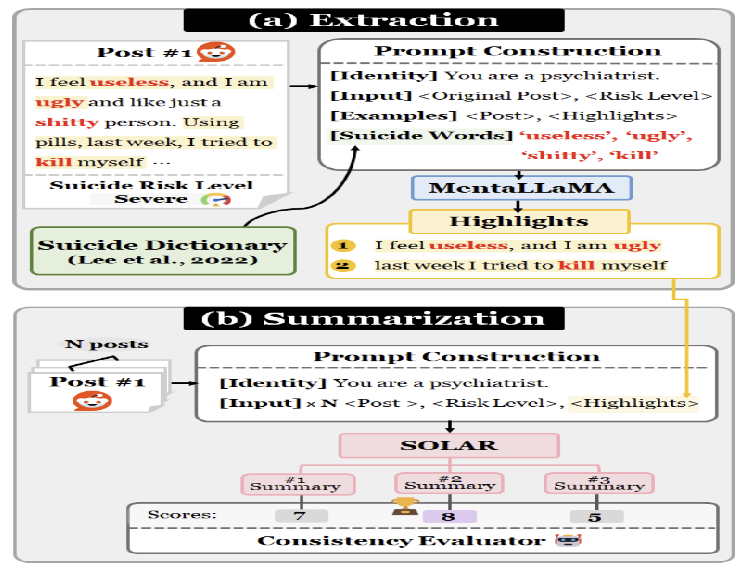 (a) Extraction
Post #1
I feel useless, and I am
ugly and like just a
shitty person. Using
pills, last week, I tried to
kill myself ...
Suicide Risk Level
Severe
Suicide Dictionary
(Lee et al., 2022)
Prompt Construction
[Identity] You are a psychiatrist.
[Input] <Original Post>, <Risk Level>
[Examples] <Post>, <Highlights>
[Suicide Words] 'useless', 'ugly',
'shitty', 'kill'
MentaLLaMA
Highlights
1 I feel useless, and I am ugly
2 last week I tried to kill myself
(b) Summarization
N posts
Post #1
Prompt Construction
[Identity] You are a psychiatrist.
[Input] x N <Post >, <Risk Level>, <Highlights>
SOLAR
#1 Summary
#2 Summary
#3 Summary
Scores: 7 8 5
Consistency Evaluator